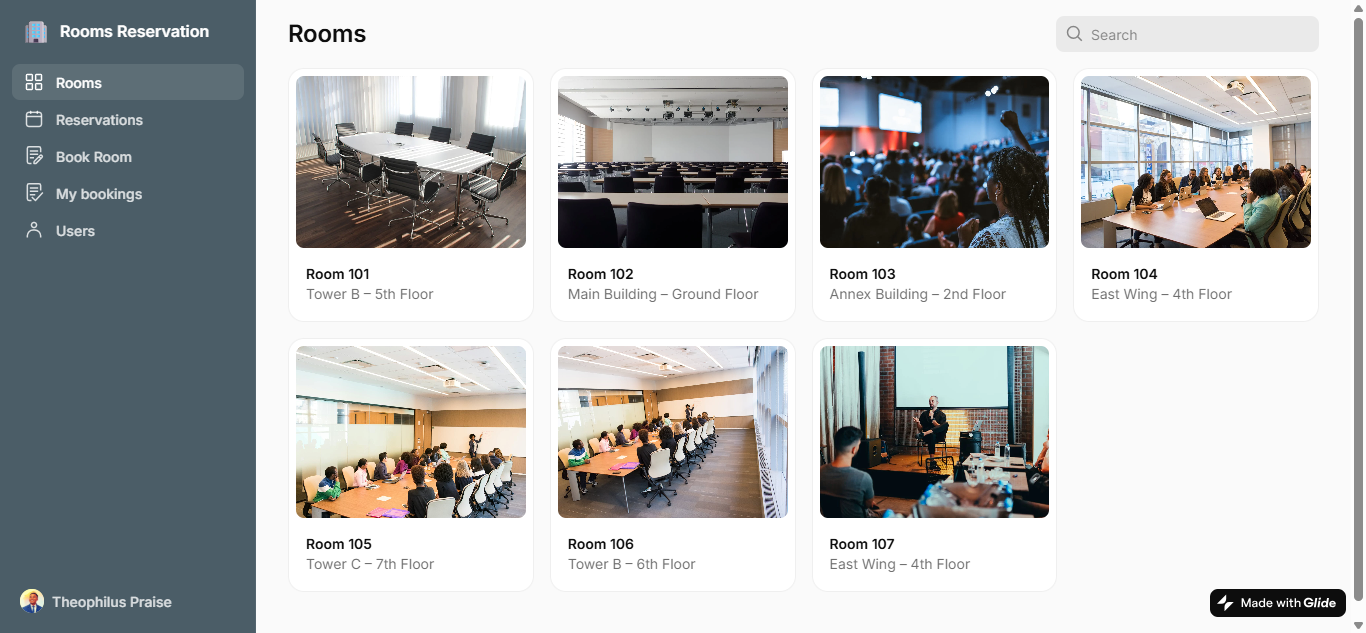 Rooms Reservation
Rooms
Reservations
Book Room
My bookings
Users
Theophilus Praise
Rooms
Search
Room 101
Tower B – 5th Floor
Room 102
Main Building – Ground Floor
Room 103
Annex Building – 2nd Floor
Room 104
East Wing – 4th Floor
Room 105
Tower C – 7th Floor
Room 106
Tower B – 6th Floor
Room 107
East Wing – 4th Floor
Made with Glide